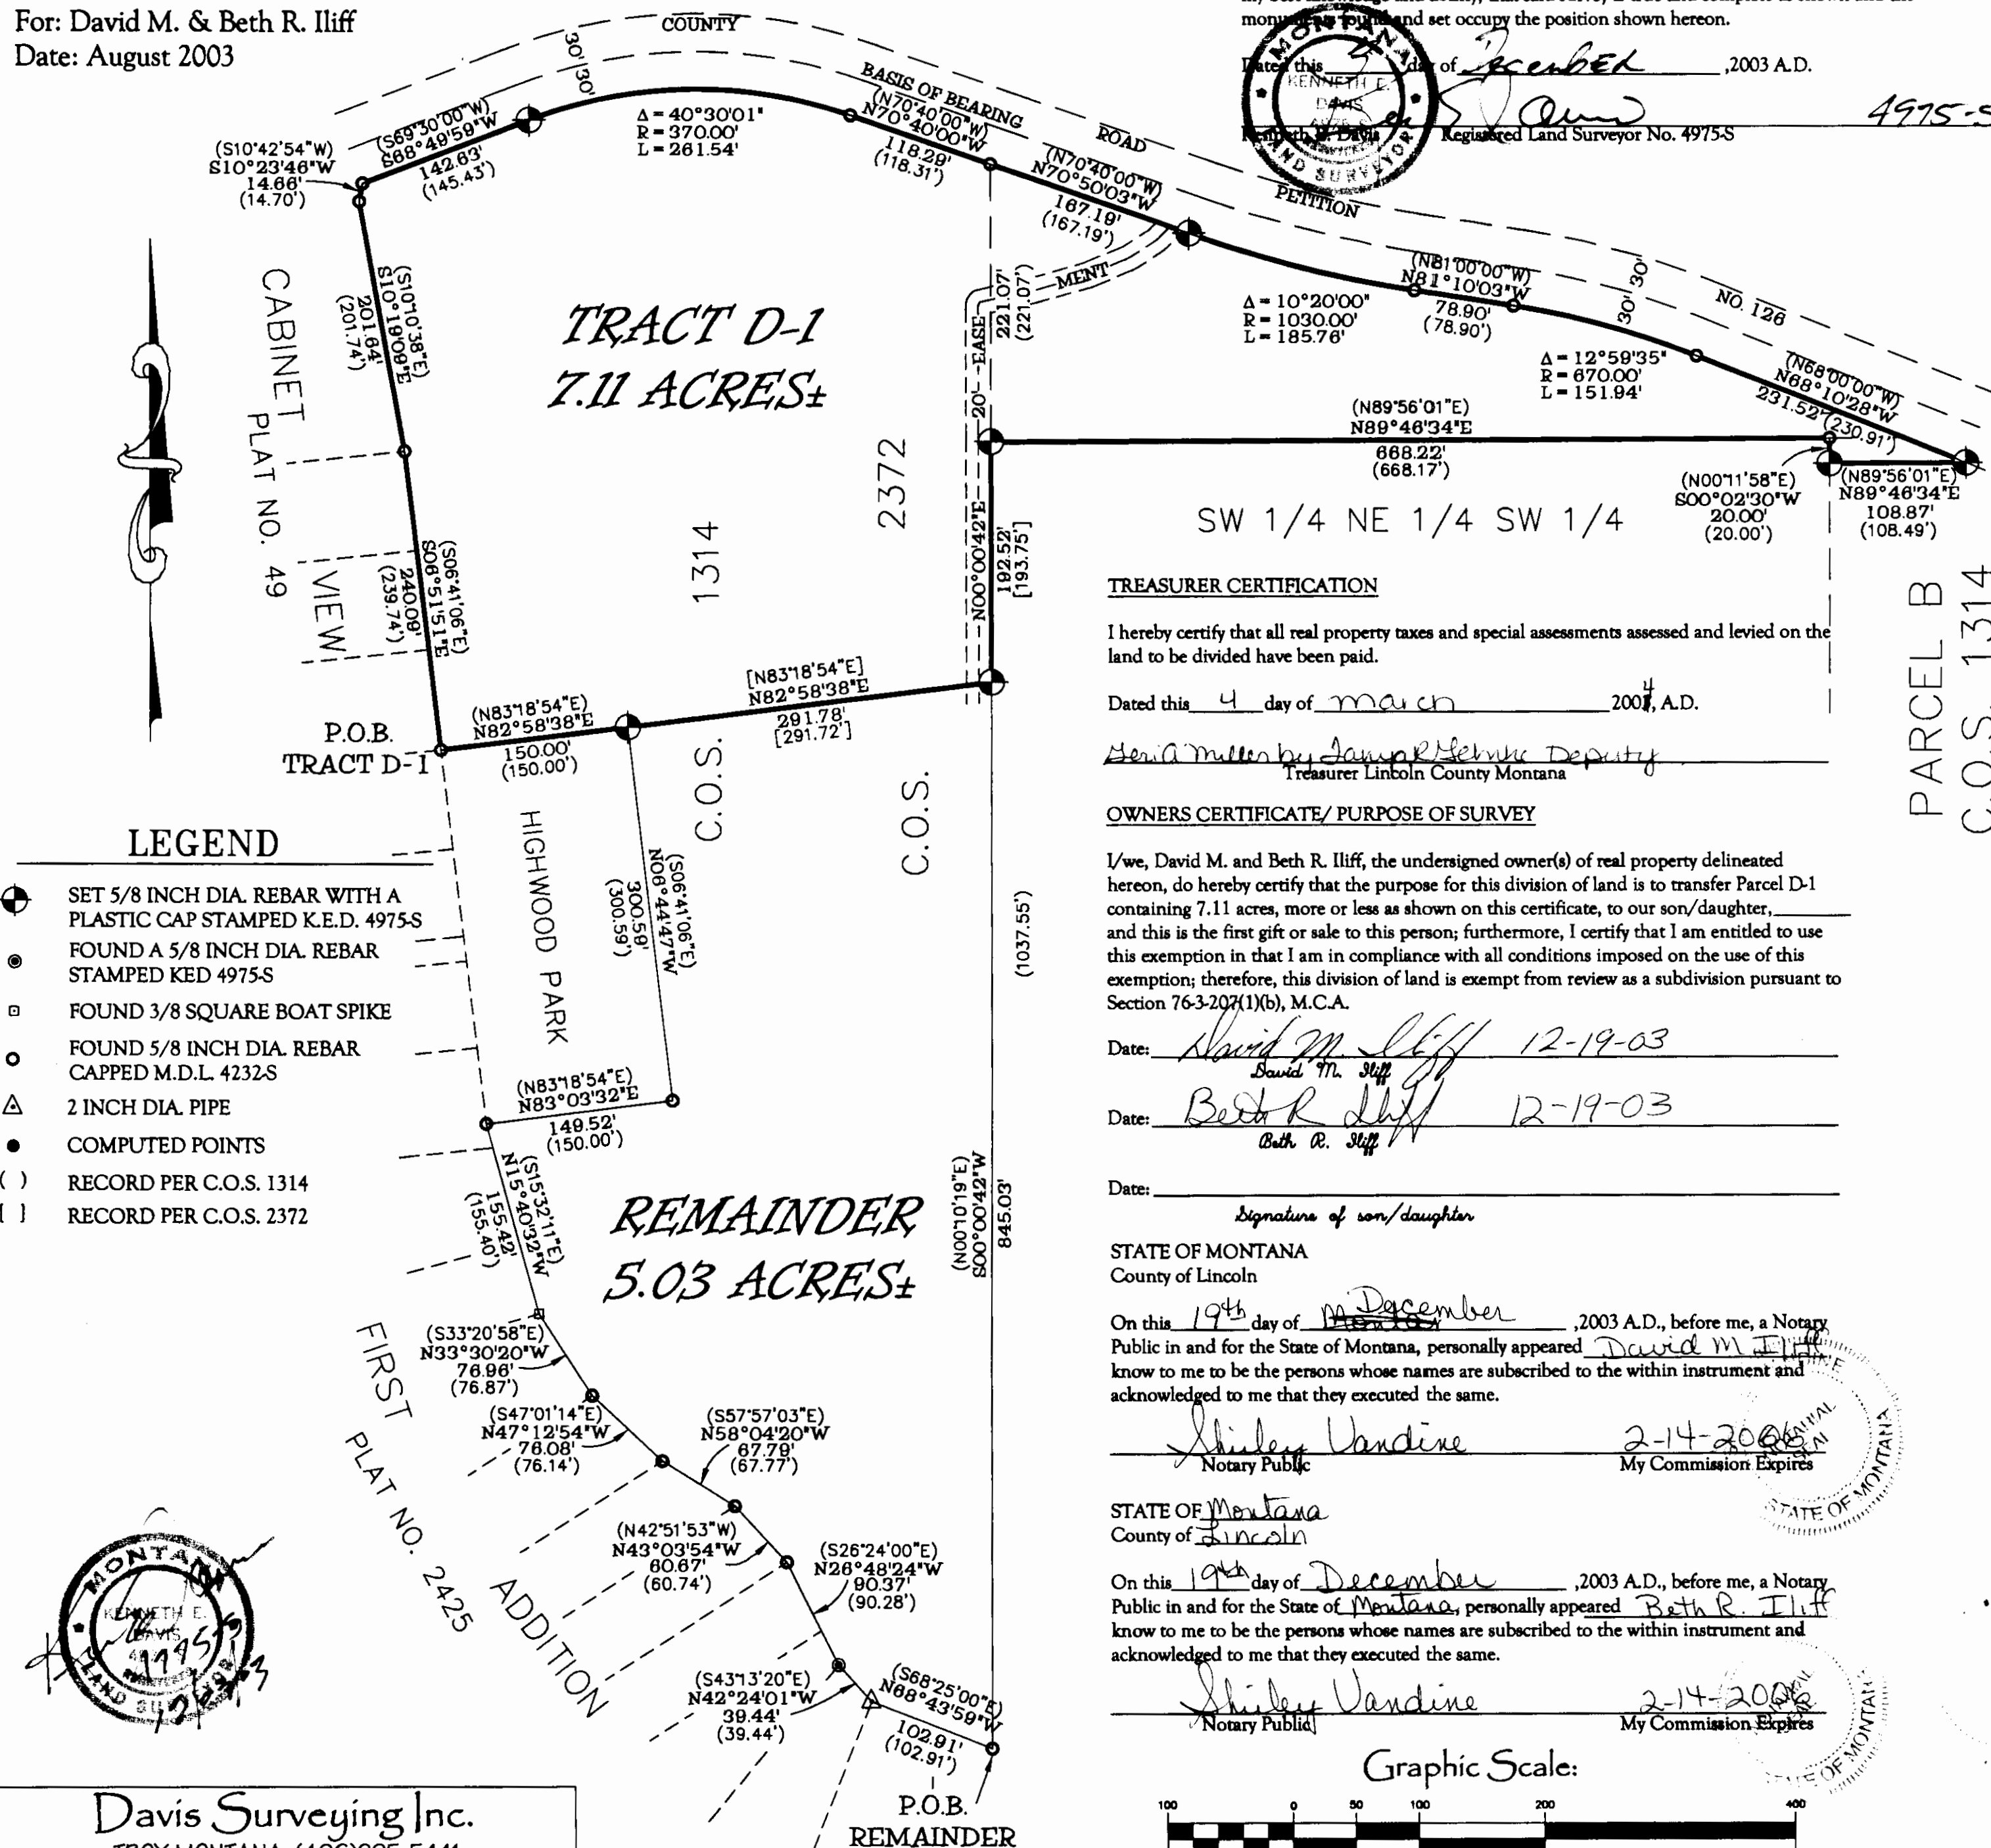 For: David M. & Beth R. Iliff
Date: August 2003
monuments found and set occupy the position shown hereon.
Dated this day of December ,2003 A.D.
Kenneth E. Davis Registered Land Surveyor No. 4975-S
4975-S
MONTANA
KENNETH E.
DAVIS
LAND SURVEYOR
COUNTY
ROAD
PETITION
NO. 126
30' 30'
BASIS OF BEARING
(N70°40'00"W)
N70°40'00"W
118.29'
(118.31')
(S69°30'00"W)
S68°49'59"W
142.63'
(145.43')
Δ = 40°30'01"
R = 370.00'
L = 261.54'
(S10°42'54"W)
S10°23'46"W
14.66'
(14.70')
(N70°40'00"W)
N70°50'03"W
167.19'
(167.19')
Δ = 10°20'00"
R = 1030.00'
L = 185.76'
(N81°00'00"W)
N81°10'03"W
78.90'
(78.90')
30' 30'
Δ = 12°59'35"
R = 670.00'
L = 151.94'
(N68°00'00"W)
N68°10'28"W
231.52' (230.91')
(S10°10'38"E)
S10°19'09"E
201.64'
(201.74')
CABINET
PLAT NO. 49
VIEW
TRACT D-1
7.11 ACRES±
221.07'
(221.07')
20' EASEMENT
(N89°56'01"E)
N89°46'34"E
668.22'
(668.17')
(N00°11'58"E)
S00°02'30"W
20.00'
(20.00')
(N89°56'01"E)
N89°46'34"E
108.87'
(108.49')
SW 1/4 NE 1/4 SW 1/4
PARCEL B
C.O.S. 1314
C.O.S. 1314
C.O.S. 2372
N00°00'42"E
192.52'
[193.75']
(S06°41'06"E)
S06°51'51"E
240.09'
(239.74')
P.O.B.
TRACT D-1
(N83°18'54"E)
N82°58'38"E
150.00'
(150.00')
[N83°18'54"E]
N82°58'38"E
291.78'
[291.72']
HIGHWOOD PARK
(S06°41'06"E)
N06°44'47"W
300.59'
(300.59')
(1037.55')
(N83°18'54"E)
N83°03'32"E
149.52'
(150.00')
LEGEND
SET 5/8 INCH DIA. REBAR WITH A
PLASTIC CAP STAMPED K.E.D. 4975-S
FOUND A 5/8 INCH DIA. REBAR
STAMPED KED 4975-S
FOUND 3/8 SQUARE BOAT SPIKE
FOUND 5/8 INCH DIA. REBAR
CAPPED M.D.L. 4232-S
2 INCH DIA. PIPE
COMPUTED POINTS
( ) RECORD PER C.O.S. 1314
[ ] RECORD PER C.O.S. 2372
(S15°32'11"E)
N15°40'32"W
155.42'
(155.40')
REMAINDER
5.03 ACRES±
(N00°10'19"E)
S00°00'42"W
845.03'
(S33°20'58"E)
N33°30'20"W
76.96'
(76.87')
(S47°01'14"E)
N47°12'54"W
76.08'
(76.14')
(S57°57'03"E)
N58°04'20"W
67.79'
(67.77')
(N42°51'53"W)
N43°03'54"W
60.67'
(60.74')
(S26°24'00"E)
N26°48'24"W
90.37'
(90.28')
(S43°13'20"E)
N42°24'01"W
39.44'
(39.44')
(S68°25'00"E)
N68°43'59"W
102.91'
(102.91')
P.O.B.
REMAINDER
FIRST
PLAT NO. 2425
ADDITION
MONTANA
KENNETH E.
DAVIS
Davis Surveying Inc.
TREASURER CERTIFICATION
I hereby certify that all real property taxes and special assessments assessed and levied on the
land to be divided have been paid.
Dated this 4 day of March 2004, A.D.
Treasurer Lincoln County Montana
OWNERS CERTIFICATE/ PURPOSE OF SURVEY
I/we, David M. and Beth R. Iliff, the undersigned owner(s) of real property delineated
hereon, do hereby certify that the purpose for this division of land is to transfer Parcel D-1
containing 7.11 acres, more or less as shown on this certificate, to our son/daughter,
and this is the first gift or sale to this person; furthermore, I certify that I am entitled to use
this exemption in that I am in compliance with all conditions imposed on the use of this
exemption; therefore, this division of land is exempt from review as a subdivision pursuant to
Section 76-3-207(1)(b), M.C.A.
Date: David M. Iliff 12-19-03
David M. Iliff
Date: Beth R Iliff 12-19-03
Beth R. Iliff
Date:
Signature of son/daughter
STATE OF MONTANA
County of Lincoln
On this 19th day of December ,2003 A.D., before me, a Notary
Public in and for the State of Montana, personally appeared David M Iliff
know to me to be the persons whose names are subscribed to the within instrument and
acknowledged to me that they executed the same.
Shirley Vandine 2-14-2006
Notary Public My Commission Expires
STATE OF MONTANA
STATE OF Montana
County of Lincoln
On this 19th day of December ,2003 A.D., before me, a Notary
Public in and for the State of Montana, personally appeared Beth R. Iliff
know to me to be the persons whose names are subscribed to the within instrument and
acknowledged to me that they executed the same.
Shirley Vandine 2-14-2006
Notary Public My Commission Expires
STATE OF MONTANA
Graphic Scale:
100 0 50 100 200 400